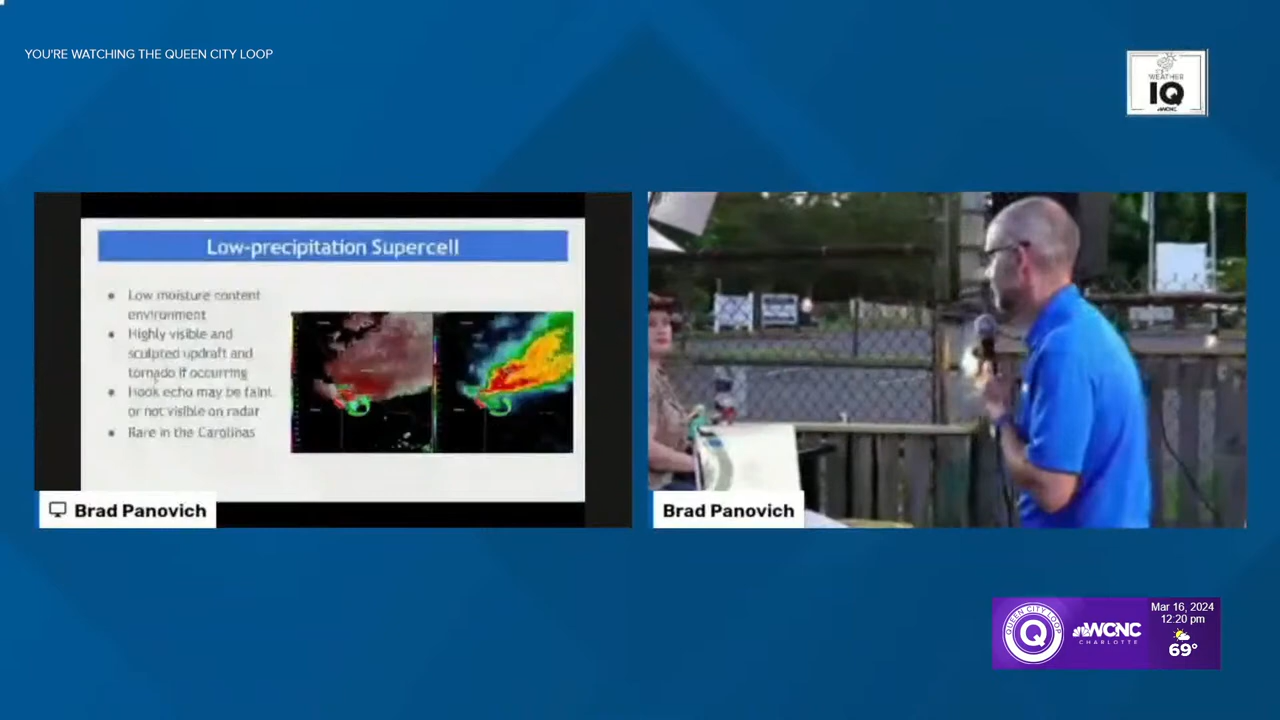 YOU'RE WATCHING THE QUEEN CITY LOOP
WEATHER
IQ
WCNC
Low-precipitation Supercell
• Low moisture content
environment
• Highly visible and
sculpted updraft and
tornado if occurring
• Hook echo may be faint
or not visible on radar
• Rare in the Carolinas
Brad Panovich
Brad Panovich
QUEEN CITY LOOP
Q
WCNC
CHARLOTTE
Mar 16, 2024
12:20 pm
69°